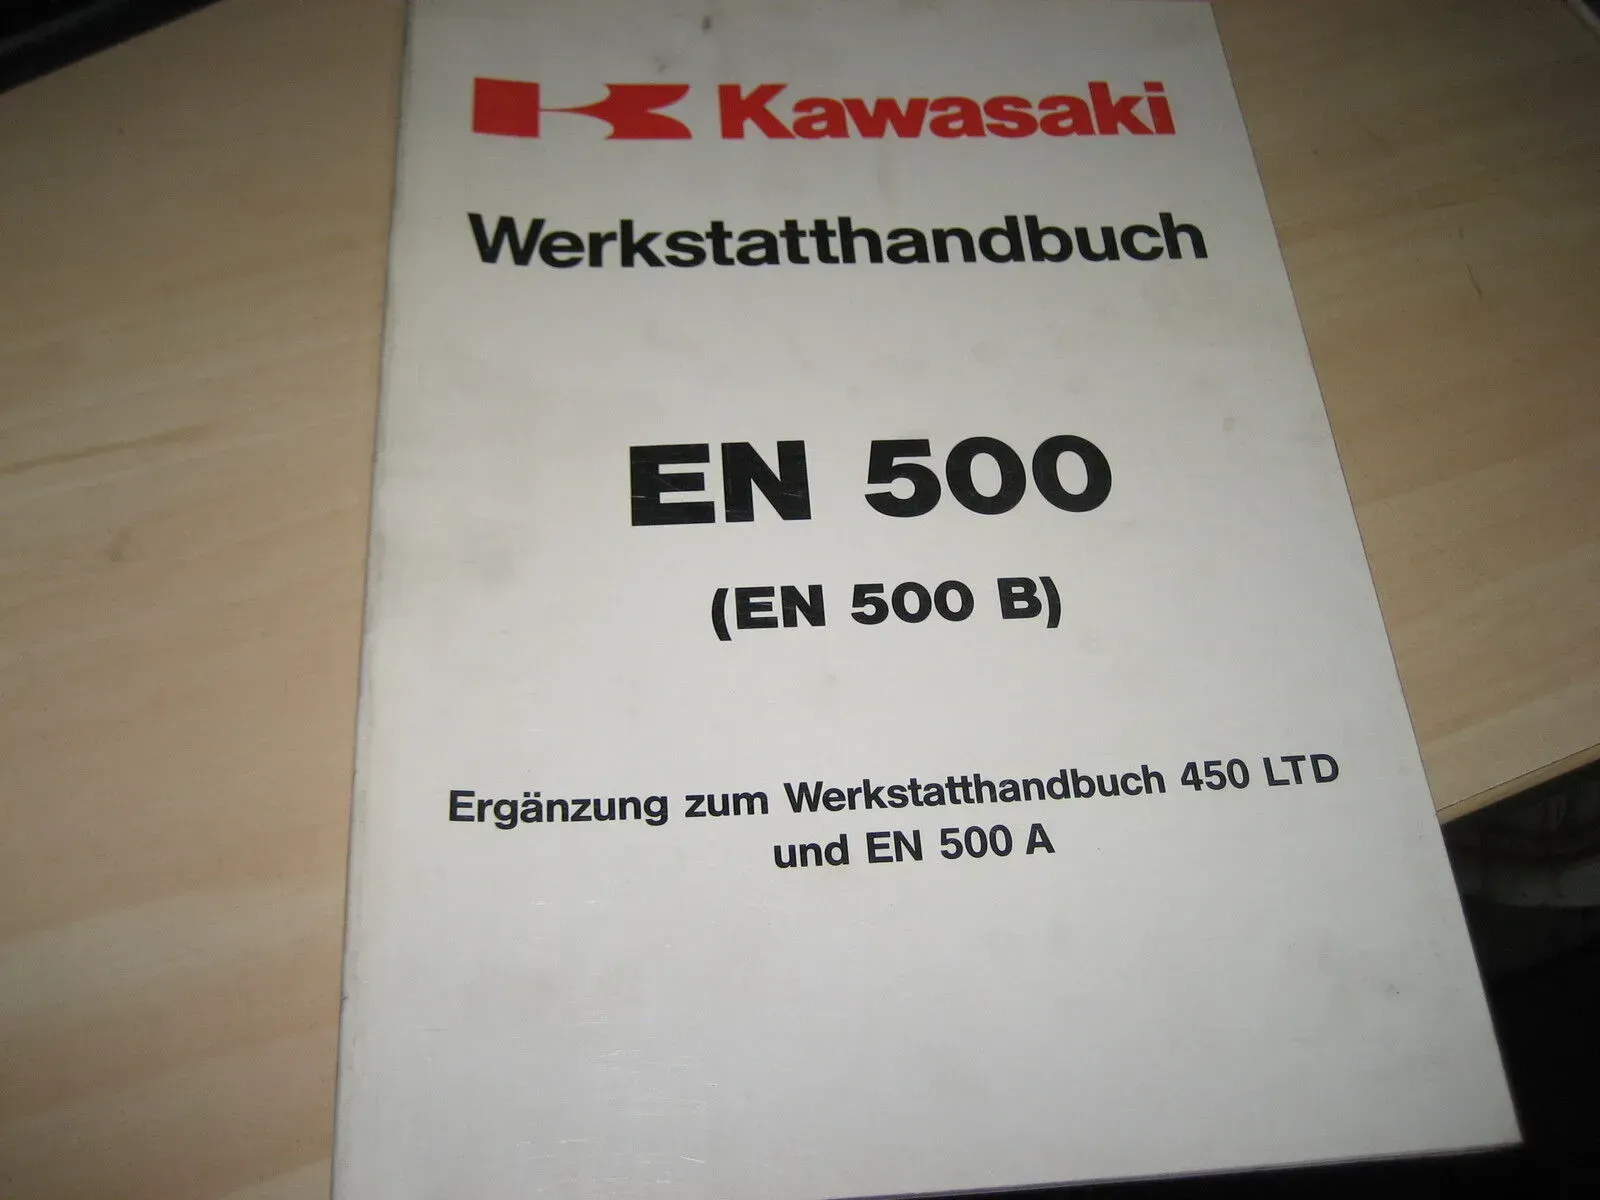 Kawasaki
Werkstatthandbuch
EN 500
(EN 500 B)
Ergänzung zum Werkstatthandbuch 450 LTD
und EN 500 A